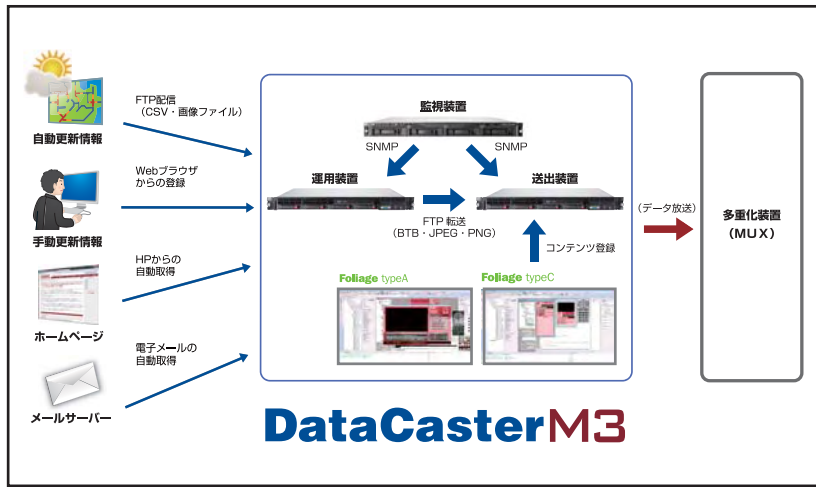 FTP配信
（CSV・画像ファイル）
自動更新情報
Webブラウザ
からの登録
手動更新情報
HPからの
自動取得
ホームページ
電子メールの
自動取得
メールサーバー
監視装置
SNMP
SNMP
運用装置
送出装置
FTP 転送
（BTB・JPEG・PNG）
コンテンツ登録
Foliage typeA
Foliage typeC
（データ放送）
多重化装置
（MUX）
DataCasterM3